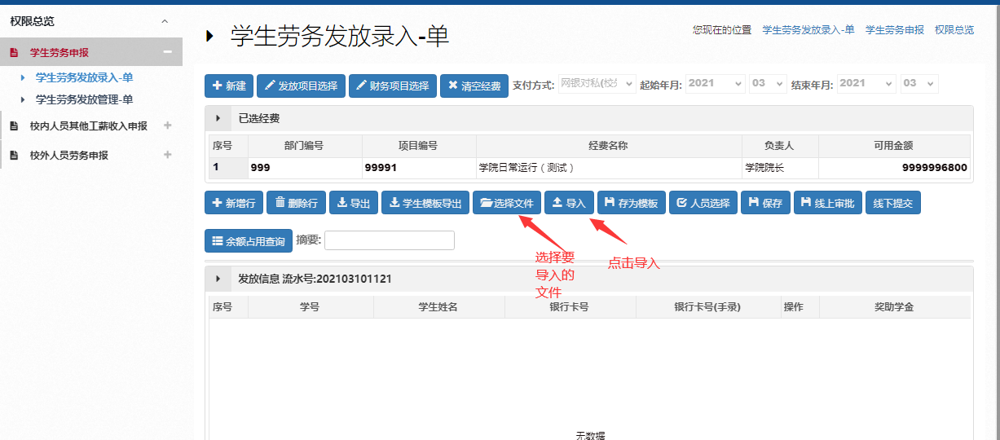 权限总览
学生劳务申报
学生劳务发放录入-单
学生劳务发放管理-单
校内人员其他工薪收入申报
校外人员劳务申报
学生劳务发放录入-单
您现在的位置 学生劳务发放录入-单 学生劳务申报 权限总览
新建 发放项目选择 财务项目选择 清空经费 支付方式: 网银对私(校外 起始年月: 2021 03 结束年月: 2021 03
已选经费
序号 部门编号 项目编号 经费名称 负责人 可用金额
1 999 99991 学院日常运行（测试） 学院院长 9999996800
新增行 删除行 导出 学生模板导出 选择文件 导入 存为模板 人员选择 保存 线上审批 线下提交
余额占用查询 摘要:
选择要
导入的
文件
点击导入
发放信息 流水号:202103101121
序号 学号 学生姓名 银行卡号 银行卡号(手录) 操作 奖助学金
无数据